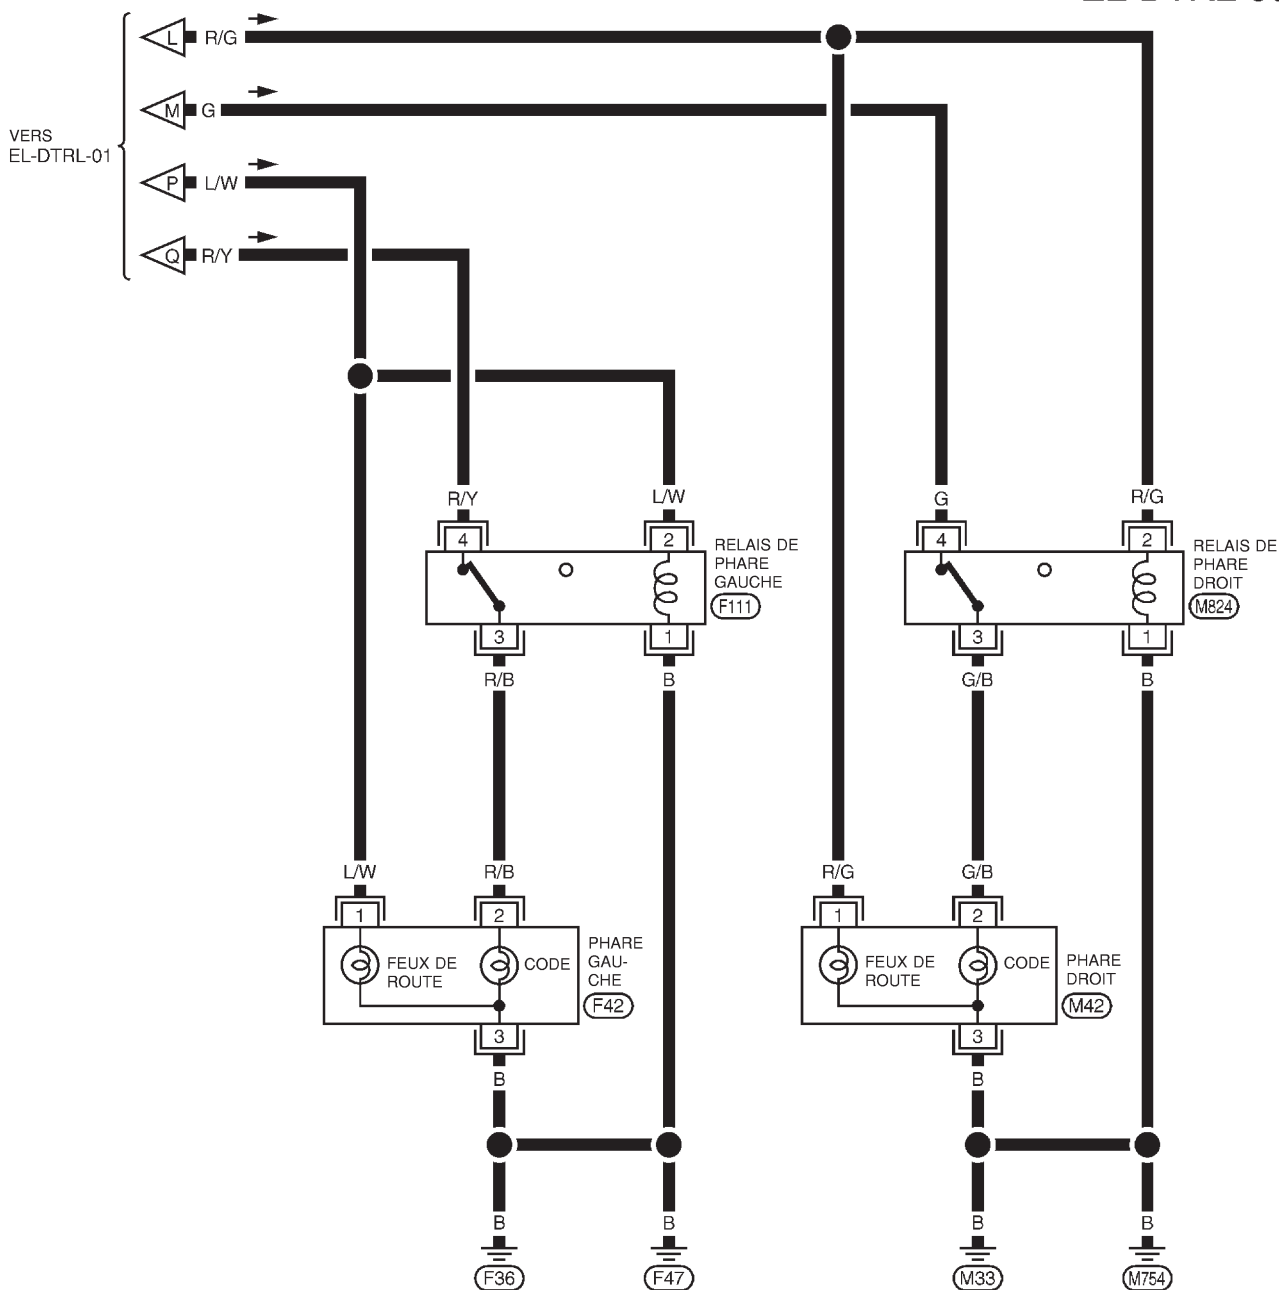 L R/G
M G
VERS
EL-DTRL-01
P L/W
Q R/Y
R/Y L/W G R/G
4 2 4 2
RELAIS DE
PHARE
GAUCHE
F111
RELAIS DE
PHARE
DROIT
M824
3 1 3 1
R/B B G/B B
L/W R/B R/G G/B
1 2 1 2
FEUX DE
ROUTE
CODE
PHARE
GAU-
CHE
F42
FEUX DE
ROUTE
CODE
PHARE
DROIT
M42
3 3
B B
B B B B
F36 F47 M33 M754